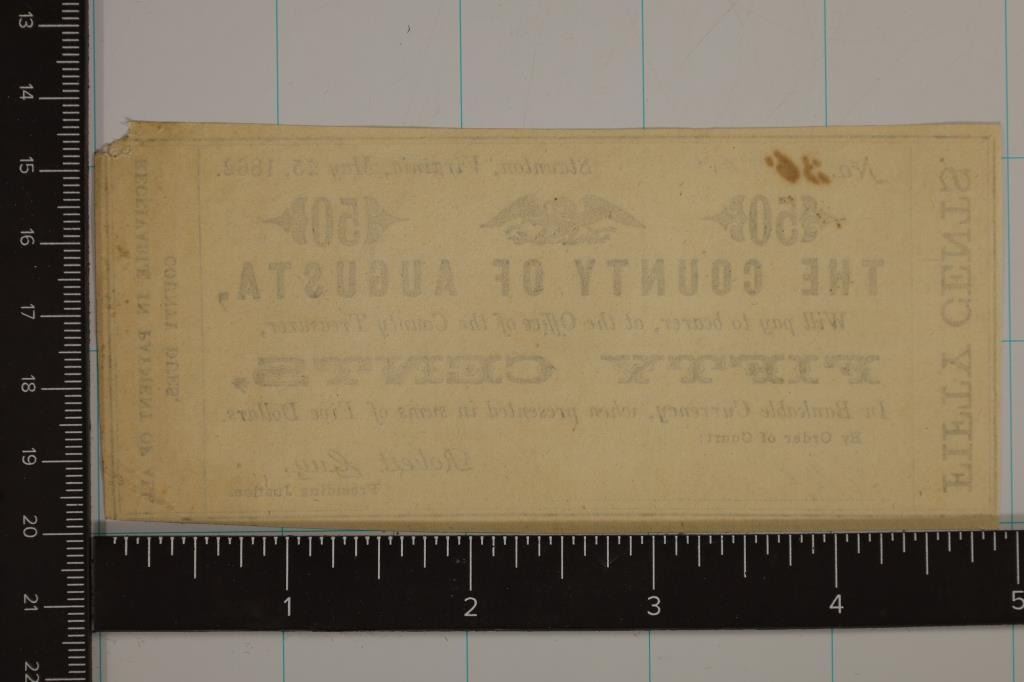 No. 36
Staunton, Virginia, May 25, 1862.
50 50
THE COUNTY OF AUGUSTA,
Will pay to bearer, at the Office of the County Treasurer,
FIFTY CENTS,
In Bankable Currency, when presented in sums of Five Dollars.
By Order of Court:
Robert Guy,
Presiding Justice.
FIFTY CENTS.
RECEIVABLE IN PAYMENT OF ALL
COUNTY DUES.
13
14
15
16
17
18
19
20
21
22
1 2 3 4 5